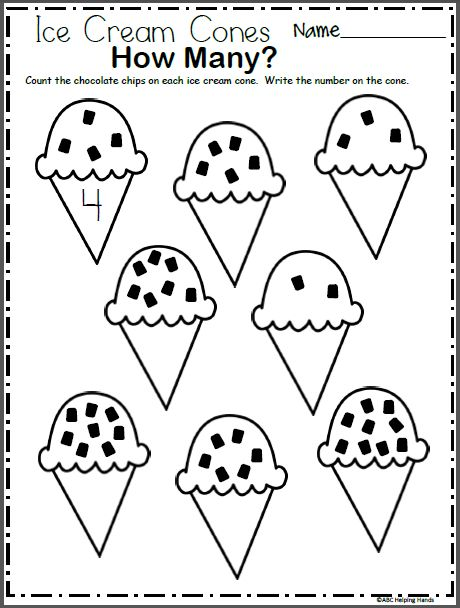 Ice Cream Cones Name__________
How Many?
Count the chocolate chips on each ice cream cone. Write the number on the cone.
4
©ABC Helping Hands